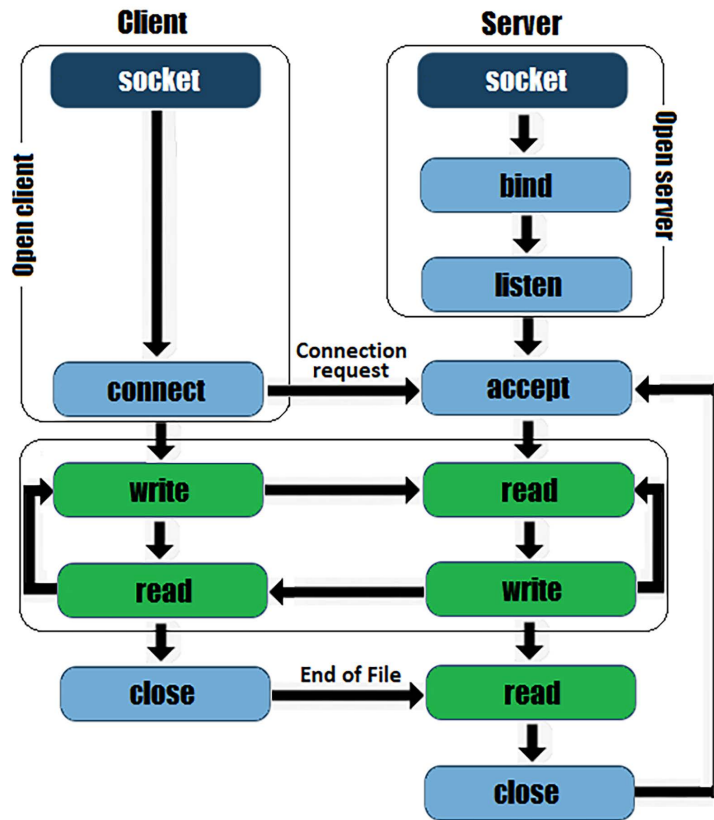 Client
Server
socket
socket
Open client
Open server
bind
listen
Connection
request
connect
accept
write
read
read
write
close
End of File
read
close